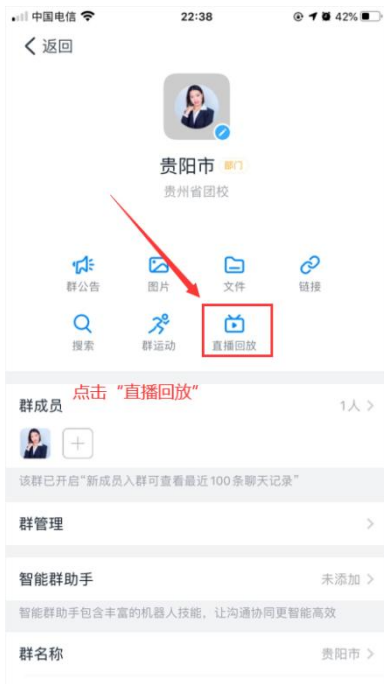 中国电信 22:38 42%
返回
贵阳市 部门
贵州省团校
群公告 图片 文件 链接
搜索 群运动 直播回放
点击“直播回放”
群成员 1人
该群已开启“新成员入群可查看最近100条聊天记录”
群管理
智能群助手 未添加
智能群助手包含丰富的机器人技能，让沟通协同更智能高效
群名称 贵阳市